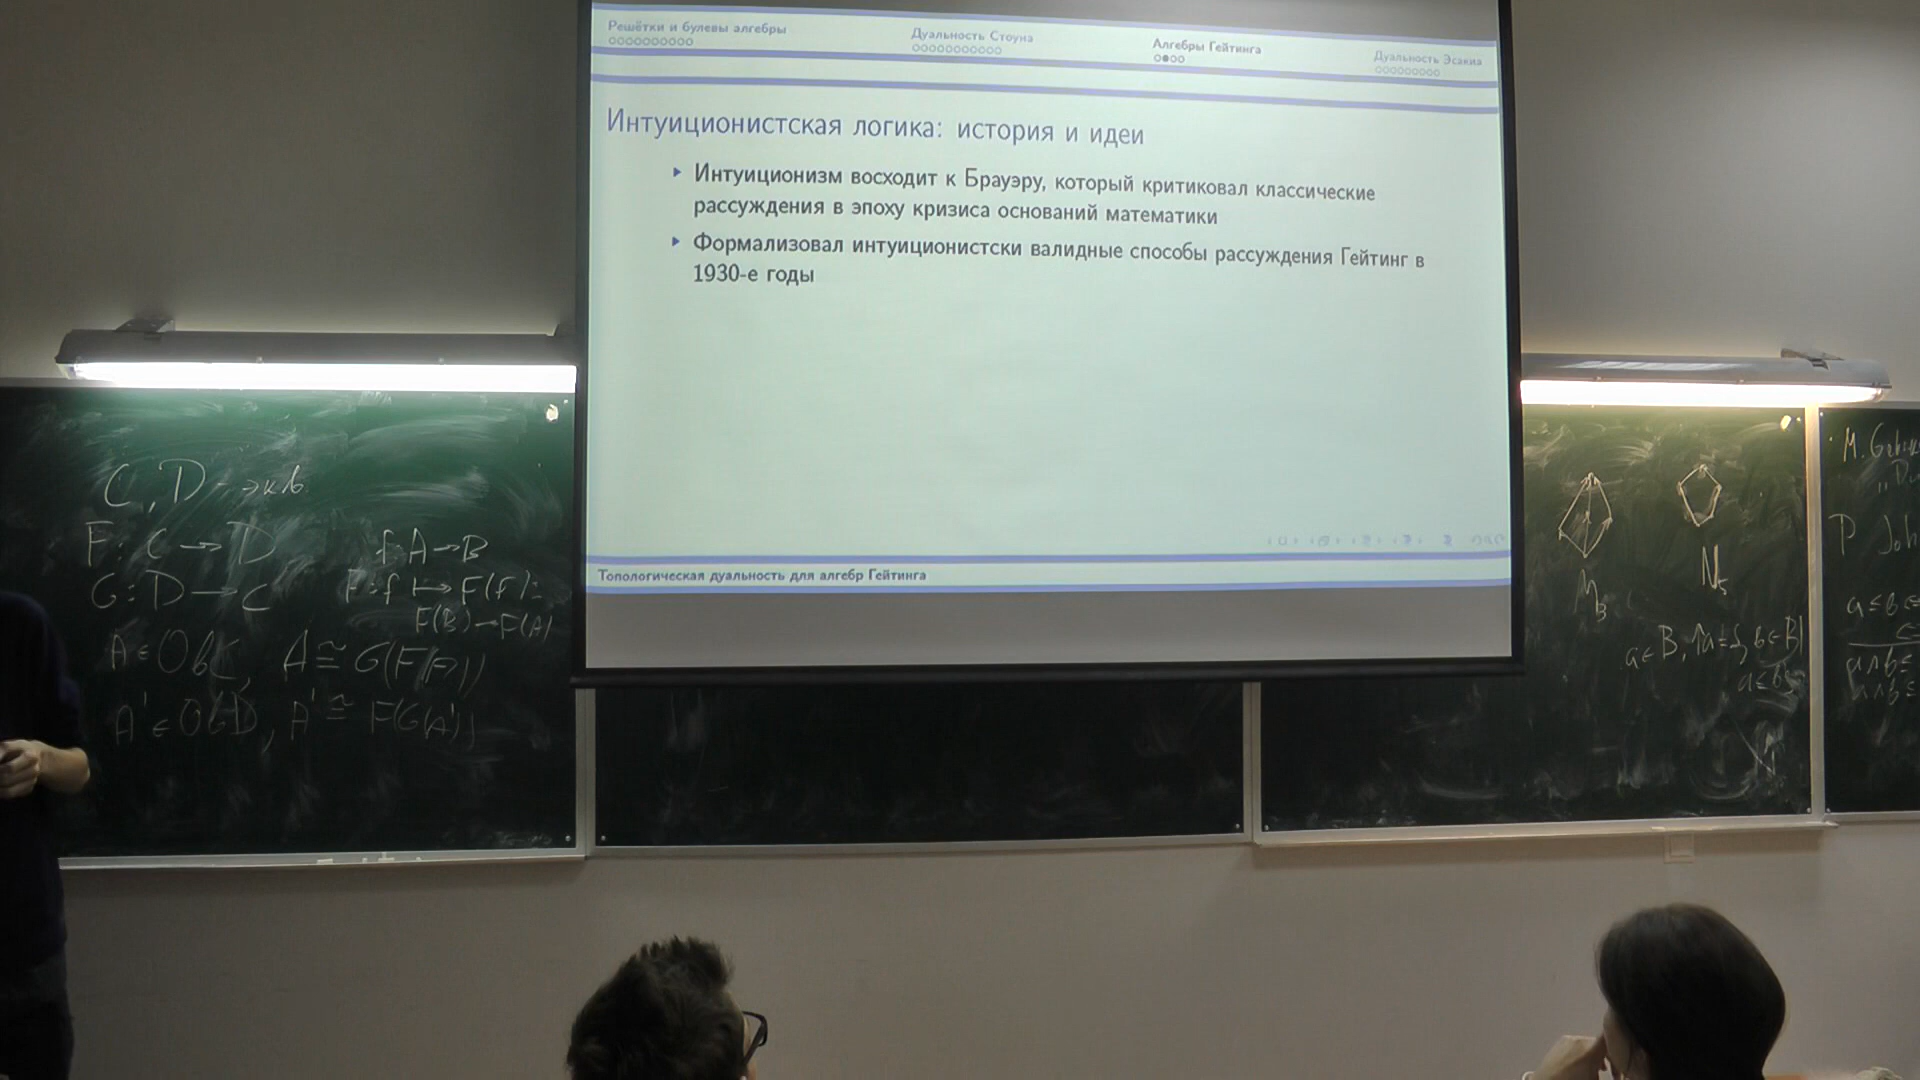 Решётки и булевы алгебры
Дуальность Стоуна
Алгебры Гейтинга
Дуальность Эсакиа
Интуиционистская логика: история и идеи
Интуиционизм восходит к Брауэру, который критиковал классические
рассуждения в эпоху кризиса оснований математики
Формализовал интуиционистски валидные способы рассуждения Гейтинг в
1930-е годы
Топологическая дуальность для алгебр Гейтинга
C, D - экв.
F: C → D
G: D → C
f: A → B
F: f ↦ F(f):
F(B) → F(A)
A ∈ Ob C, A ≅ G(F(A))
A' ∈ Ob D, A' ≅ F(G(A'))
M₃
N₅
a ∈ B, ↑a = { b ∈ B |
a ≤ b }
M.
P. Joh
a ≤ b ≤
a ∧ b ≤
a ∧ b ≤